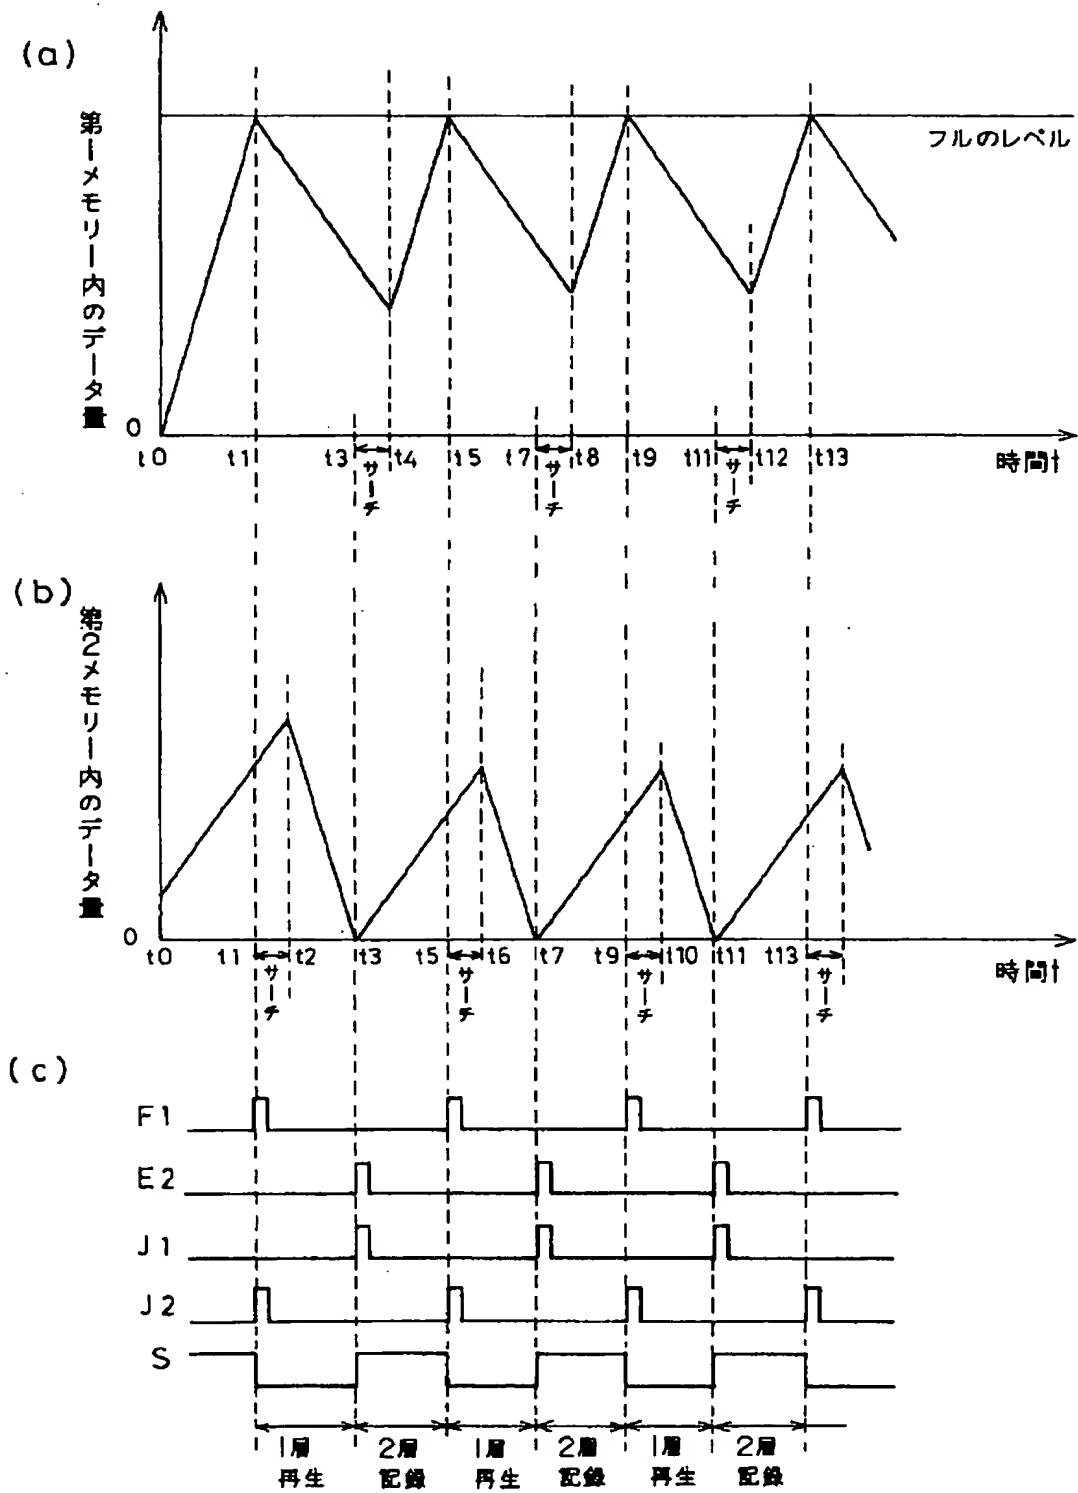 (a)
第1メモリー内のデータ量
フルのレベル
0
t0 t1 t3 t4 t5 t7 t8 t9 t11 t12 t13
時間t
サーチ サーチ サーチ
(b)
第2メモリー内のデータ量
0
t0 t1 t2 t3 t5 t6 t7 t9 t10 t11 t13
時間t
サーチ サーチ サーチ サーチ
(c)
F1
E2
J1
J2
S
1層 2層 1層 2層 1層 2層
再生 記録 再生 記録 再生 記録